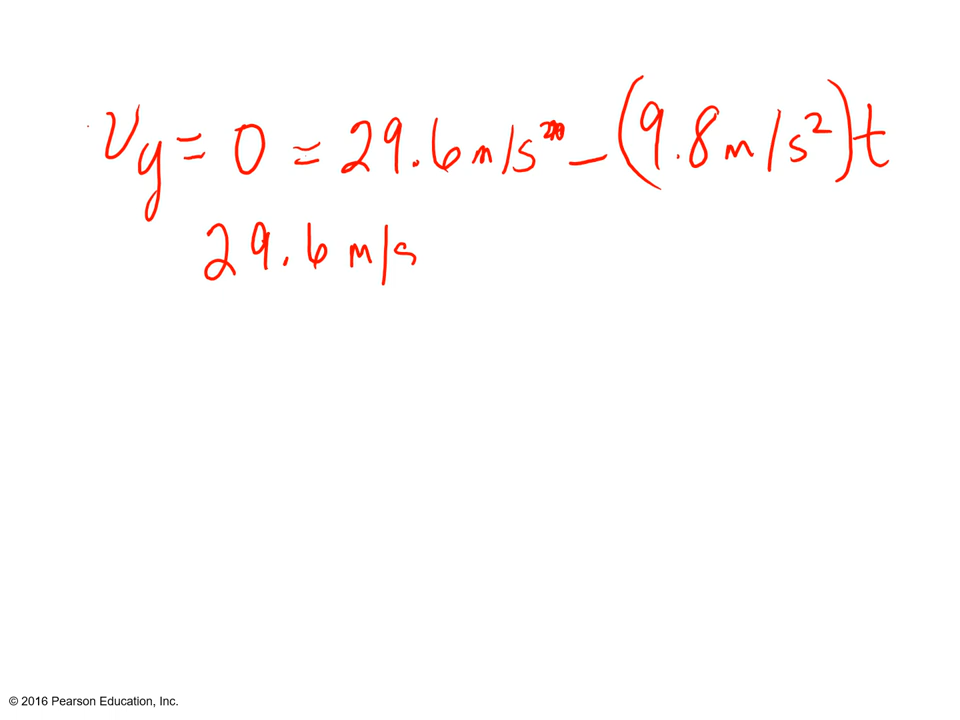 Vy = 0 = 29.6 m/s - (9.8 m/s²)t
29.6 m/s
© 2016 Pearson Education, Inc.